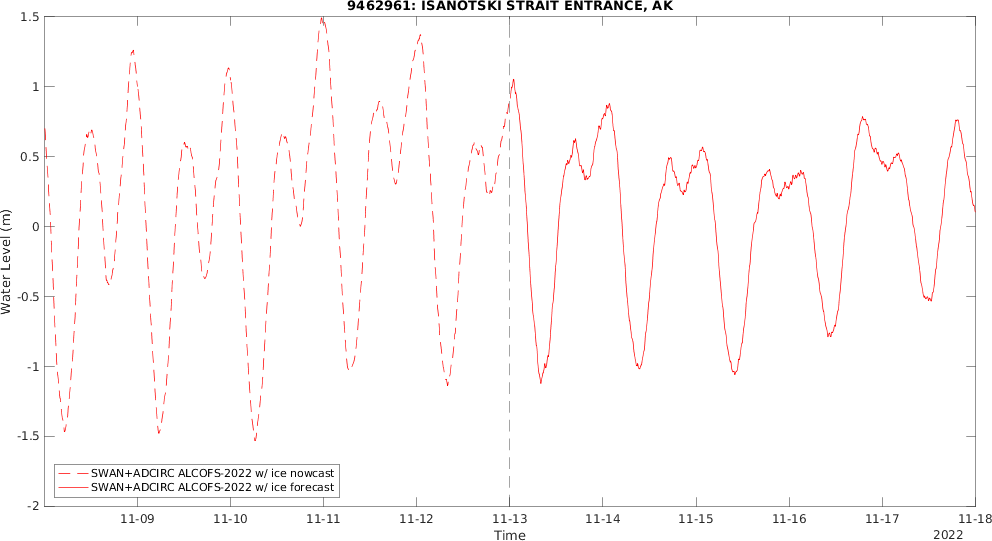 9462961: ISANOTSKI STRAIT ENTRANCE, AK
1.5
1
0.5
0
-0.5
-1
-1.5
-2
Water Level (m)
SWAN+ADCIRC ALCOFS-2022 w/ ice nowcast
SWAN+ADCIRC ALCOFS-2022 w/ ice forecast
11-09 11-10 11-11 11-12 11-13 11-14 11-15 11-16 11-17 11-18
Time
2022